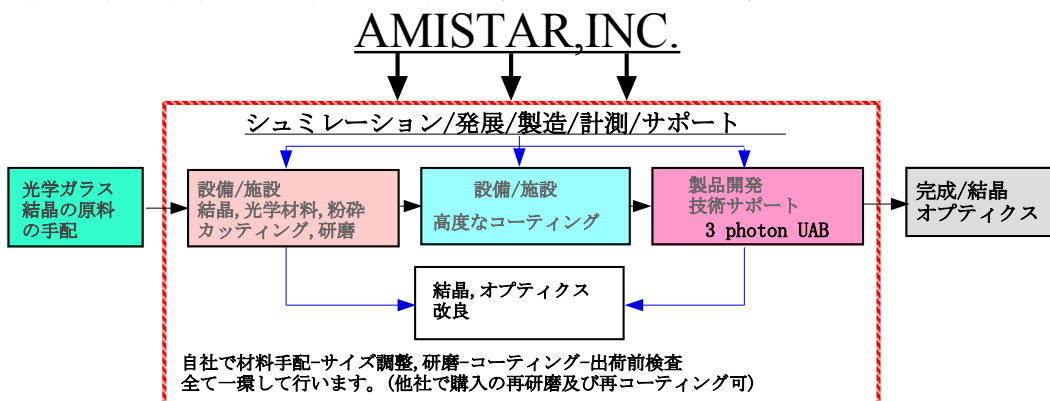 AMISTAR,INC.
シュミレーション/発展/製造/計測/サポート
光学ガラス
結晶の原料
の手配
設備/施設
結晶,光学材料,粉砕
カッティング,研磨
設備/施設
高度なコーティング
製品開発
技術サポート
3 photon UAB
完成/結晶
オプティクス
結晶,オプティクス
改良
自社で材料手配-サイズ調整,研磨-コーティング-出荷前検査
全て一環して行います。(他社で購入の再研磨及び再コーティング可)